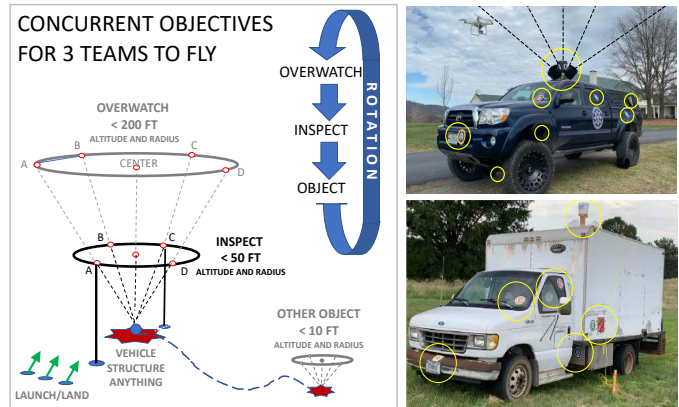 CONCURRENT OBJECTIVES
FOR 3 TEAMS TO FLY
OVERWATCH
INSPECT
OBJECT
ROTATION
OVERWATCH
< 200 FT
ALTITUDE AND RADIUS
A
B
C
D
CENTER
INSPECT
< 50 FT
ALTITUDE AND RADIUS
A
B
C
D
OTHER OBJECT
< 10 FT
ALTITUDE AND RADIUS
VEHICLE
STRUCTURE
ANYTHING
LAUNCH/LAND